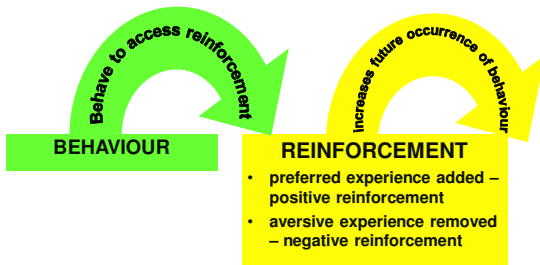 Behave to access reinforcement
increases future occurrence of behaviour
BEHAVIOUR
REINFORCEMENT
• preferred experience added –
positive reinforcement
• aversive experience removed
– negative reinforcement